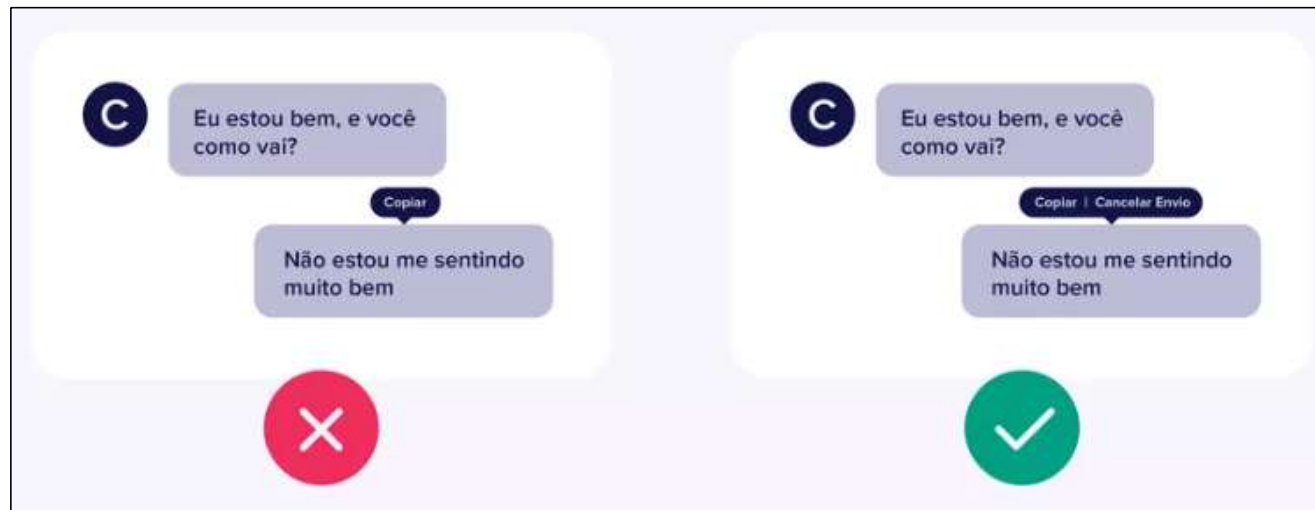 C
Eu estou bem, e você
como vai?
Copiar
Não estou me sentindo
muito bem
C
Eu estou bem, e você
como vai?
Copiar | Cancelar Envio
Não estou me sentindo
muito bem